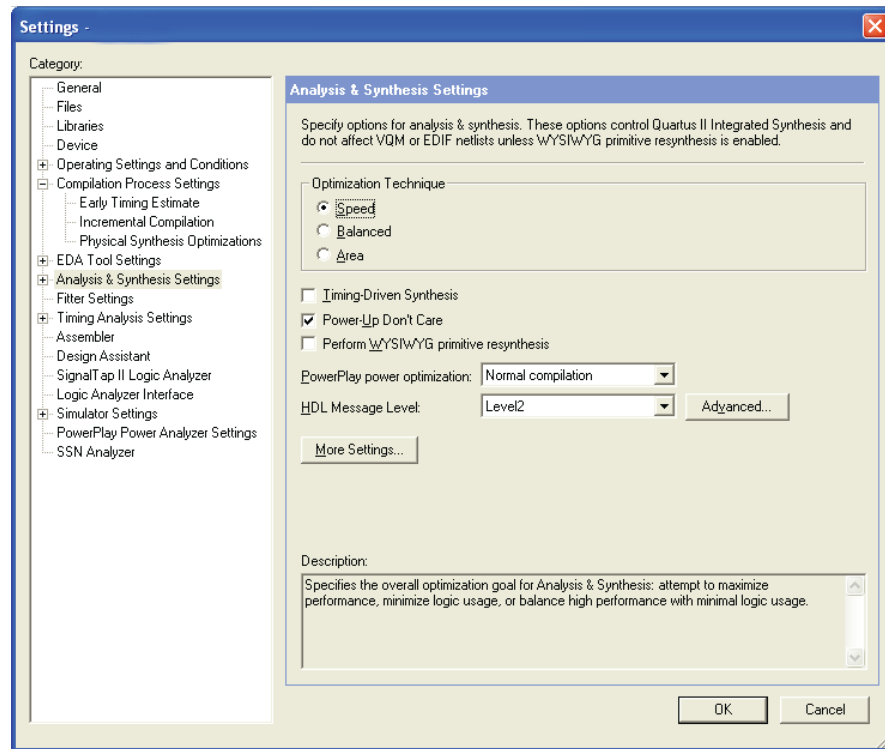 Settings -
Category:
General
Files
Libraries
Device
Operating Settings and Conditions
Compilation Process Settings
Early Timing Estimate
Incremental Compilation
Physical Synthesis Optimizations
EDA Tool Settings
Analysis & Synthesis Settings
Fitter Settings
Timing Analysis Settings
Assembler
Design Assistant
SignalTap II Logic Analyzer
Logic Analyzer Interface
Simulator Settings
PowerPlay Power Analyzer Settings
SSN Analyzer
Analysis & Synthesis Settings
Specify options for analysis & synthesis. These options control Quartus II Integrated Synthesis and
do not affect VQM or EDIF netlists unless WYSIWYG primitive resynthesis is enabled.
Optimization Technique
Speed
Balanced
Area
Timing-Driven Synthesis
Power-Up Don't Care
Perform WYSIWYG primitive resynthesis
PowerPlay power optimization: Normal compilation
HDL Message Level: Level2 Advanced...
More Settings...
Description:
Specifies the overall optimization goal for Analysis & Synthesis: attempt to maximize
performance, minimize logic usage, or balance high performance with minimal logic usage.
OK Cancel